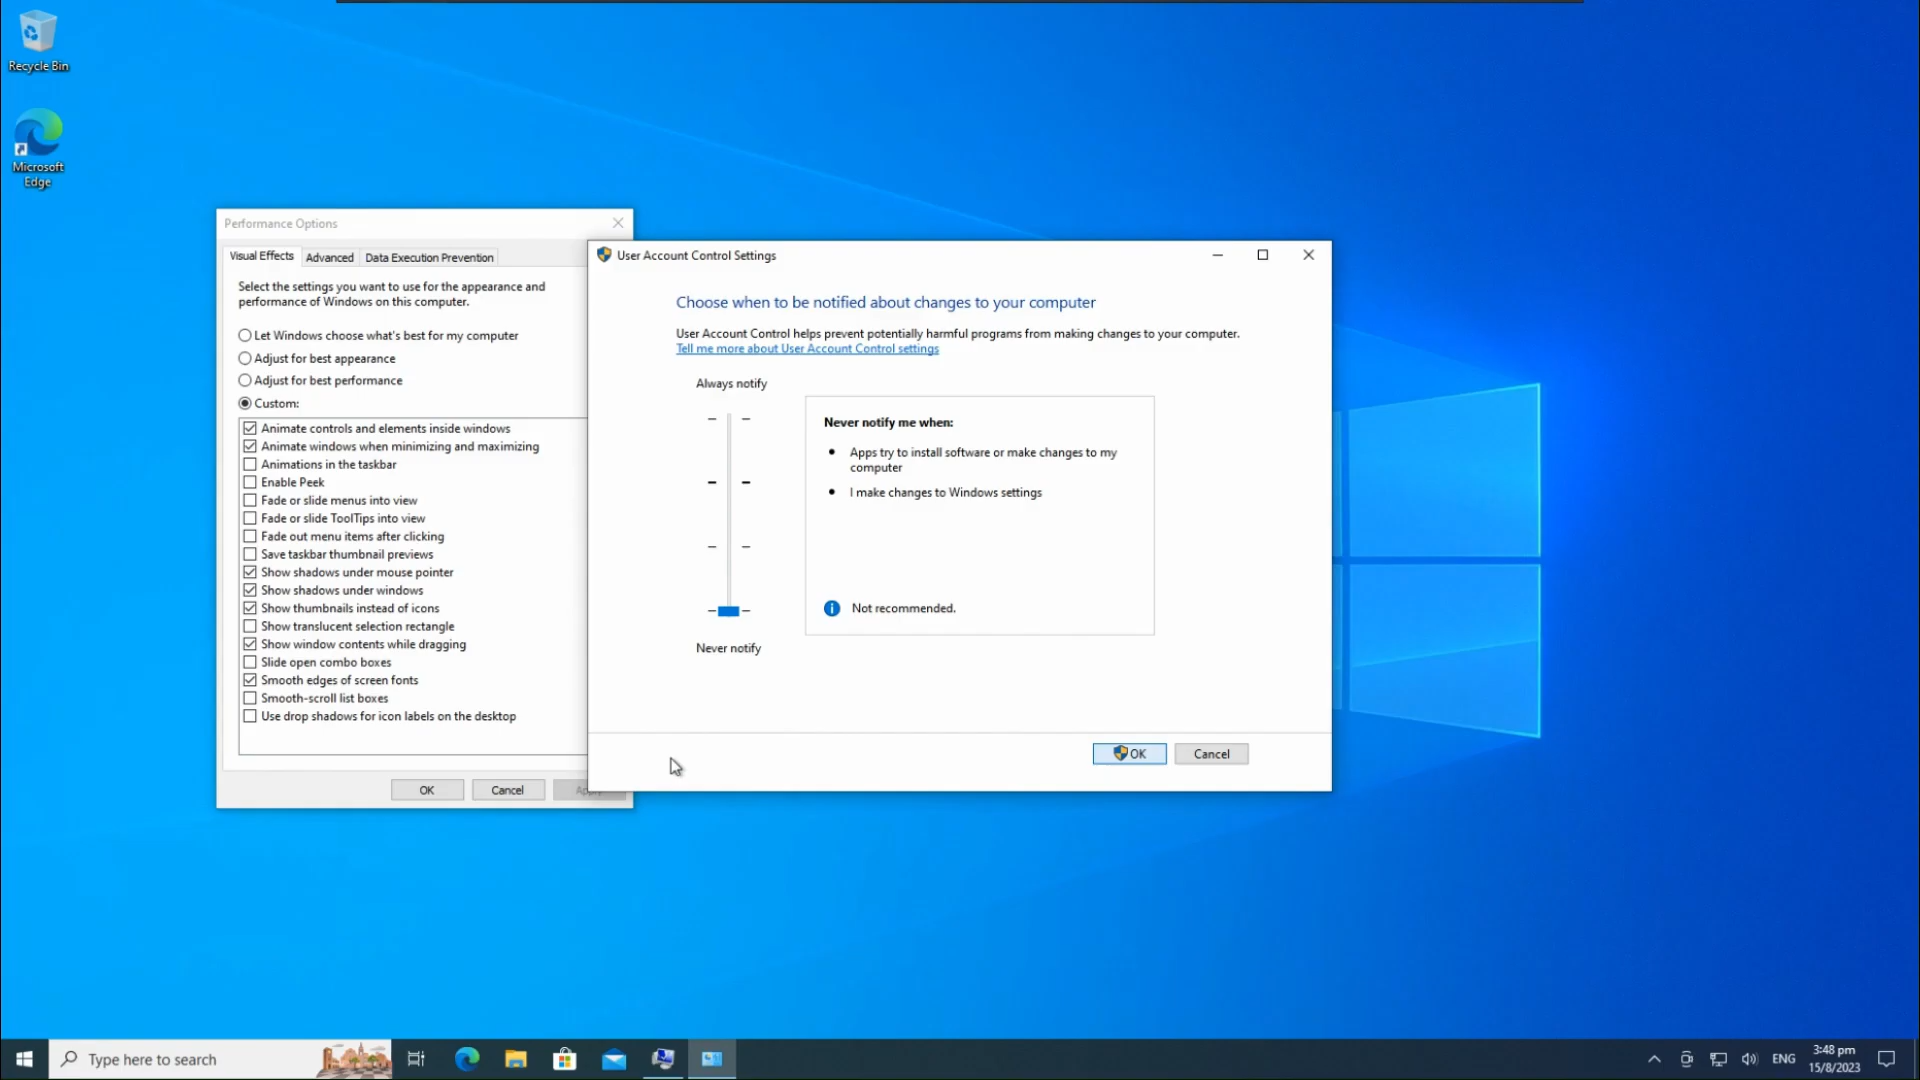 Recycle Bin
Microsoft
Edge
Performance Options
Visual Effects
Advanced
Data Execution Prevention
Select the settings you want to use for the appearance and
performance of Windows on this computer.
Let Windows choose what's best for my computer
Adjust for best appearance
Adjust for best performance
Custom:
Animate controls and elements inside windows
Animate windows when minimizing and maximizing
Animations in the taskbar
Enable Peek
Fade or slide menus into view
Fade or slide ToolTips into view
Fade out menu items after clicking
Save taskbar thumbnail previews
Show shadows under mouse pointer
Show shadows under windows
Show thumbnails instead of icons
Show translucent selection rectangle
Show window contents while dragging
Slide open combo boxes
Smooth edges of screen fonts
Smooth-scroll list boxes
Use drop shadows for icon labels on the desktop
OK
Cancel
User Account Control Settings
Choose when to be notified about changes to your computer
User Account Control helps prevent potentially harmful programs from making changes to your computer.
Tell me more about User Account Control settings
Always notify
Never notify me when:
Apps try to install software or make changes to my
computer
I make changes to Windows settings
Not recommended.
Never notify
OK
Cancel
Type here to search
ENG
3:48 pm
15/8/2023